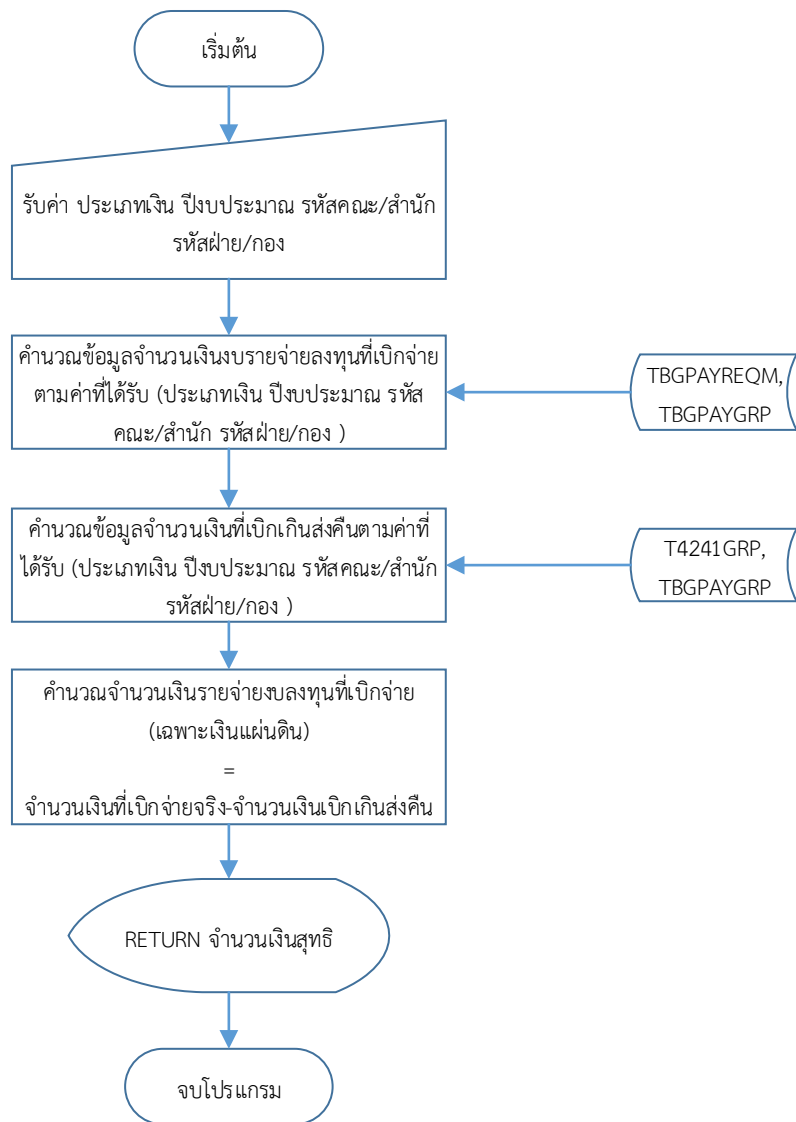 เริ่มต้น
รับค่า ประเภทเงิน ปีงบประมาณ รหัสคณะ/สำนัก
รหัสฝ่าย/กอง
คำนวณข้อมูลจำนวนเงินงบรายจ่ายลงทุนที่เบิกจ่าย
ตามค่าที่ได้รับ (ประเภทเงิน ปีงบประมาณ รหัส
คณะ/สำนัก รหัสฝ่าย/กอง )
TBGPAYREQM,
TBGPAYGRP
คำนวณข้อมูลจำนวนเงินที่เบิกเกินส่งคืนตามค่าที่
ได้รับ (ประเภทเงิน ปีงบประมาณ รหัสคณะ/สำนัก
รหัสฝ่าย/กอง )
T4241GRP,
TBGPAYGRP
คำนวณจำนวนเงินรายจ่ายงบลงทุนที่เบิกจ่าย
(เฉพาะเงินแผ่นดิน)
=
จำนวนเงินที่เบิกจ่ายจริง-จำนวนเงินเบิกเกินส่งคืน
RETURN จำนวนเงินสุทธิ
จบโปรแกรม